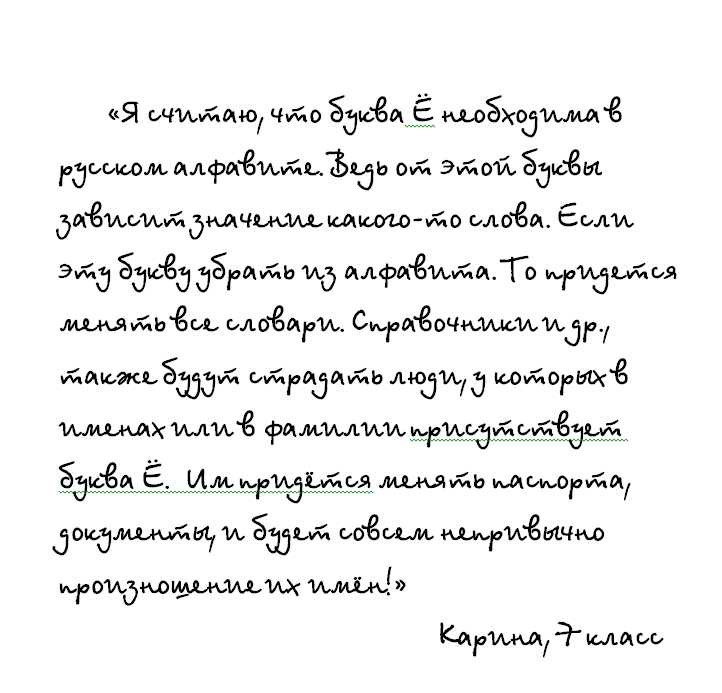 «Я считаю, что буква Ё необходима в
русском алфавите. Ведь от этой буквы
зависит значение какого-то слова. Если
эту букву убрать из алфавита. То придется
менять все словари. Справочники и др.,
также будут страдать люди, у которых в
именах или в фамилии присутствует
буква Ё. Им придётся менять паспорта,
документы, и будет совсем непривычно
произношение их имён!»
Карина, 7 класс